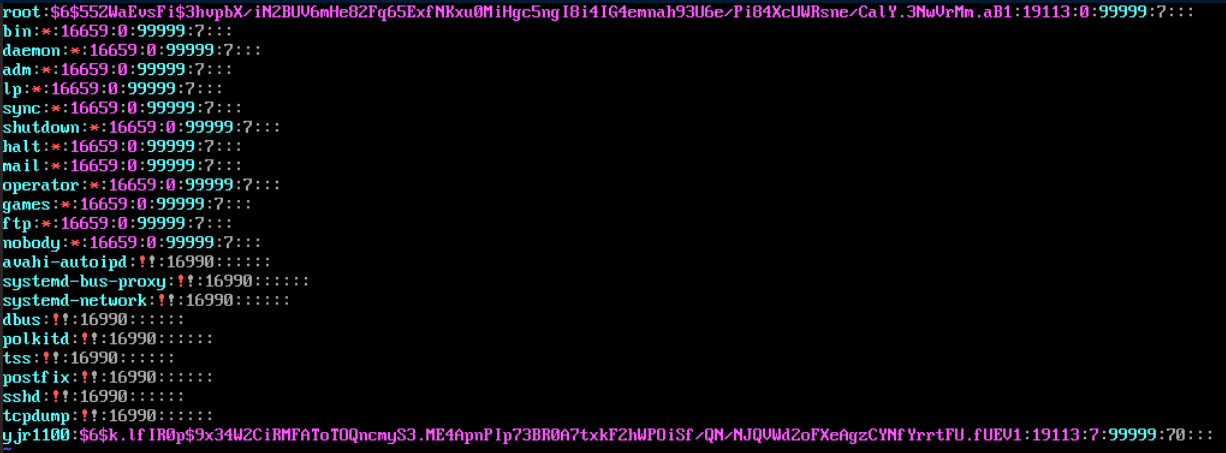 root:$6$55ZWaEvsFi$3hvpbX/iN2BUV6mHe8ZFq65ExfNKxu0MiHgc5ngI8i4IG4emnah93U6e/Pi84XcUWRsne/CalY.3NwVrMm.aB1:19113:0:99999:7:::
bin:*:16659:0:99999:7:::
daemon:*:16659:0:99999:7:::
adm:*:16659:0:99999:7:::
lp:*:16659:0:99999:7:::
sync:*:16659:0:99999:7:::
shutdown:*:16659:0:99999:7:::
halt:*:16659:0:99999:7:::
mail:*:16659:0:99999:7:::
operator:*:16659:0:99999:7:::
games:*:16659:0:99999:7:::
ftp:*:16659:0:99999:7:::
nobody:*:16659:0:99999:7:::
avahi-autoipd:!!:16990::::::
systemd-bus-proxy:!!:16990::::::
systemd-network:!!:16990::::::
dbus:!!:16990::::::
polkitd:!!:16990::::::
tss:!!:16990::::::
postfix:!!:16990::::::
sshd:!!:16990::::::
tcpdump:!!:16990::::::
yjr1100:$6$k.lfIR0p$9x34W2CiRMFAToTOQncmyS3.ME4ApnPIp73BR0A7txkF2hWPOiSf/QN/NJQVWd2oFXeAgzCYNfYrrtFU.fUEV1:19113:7:99999:70:::
~